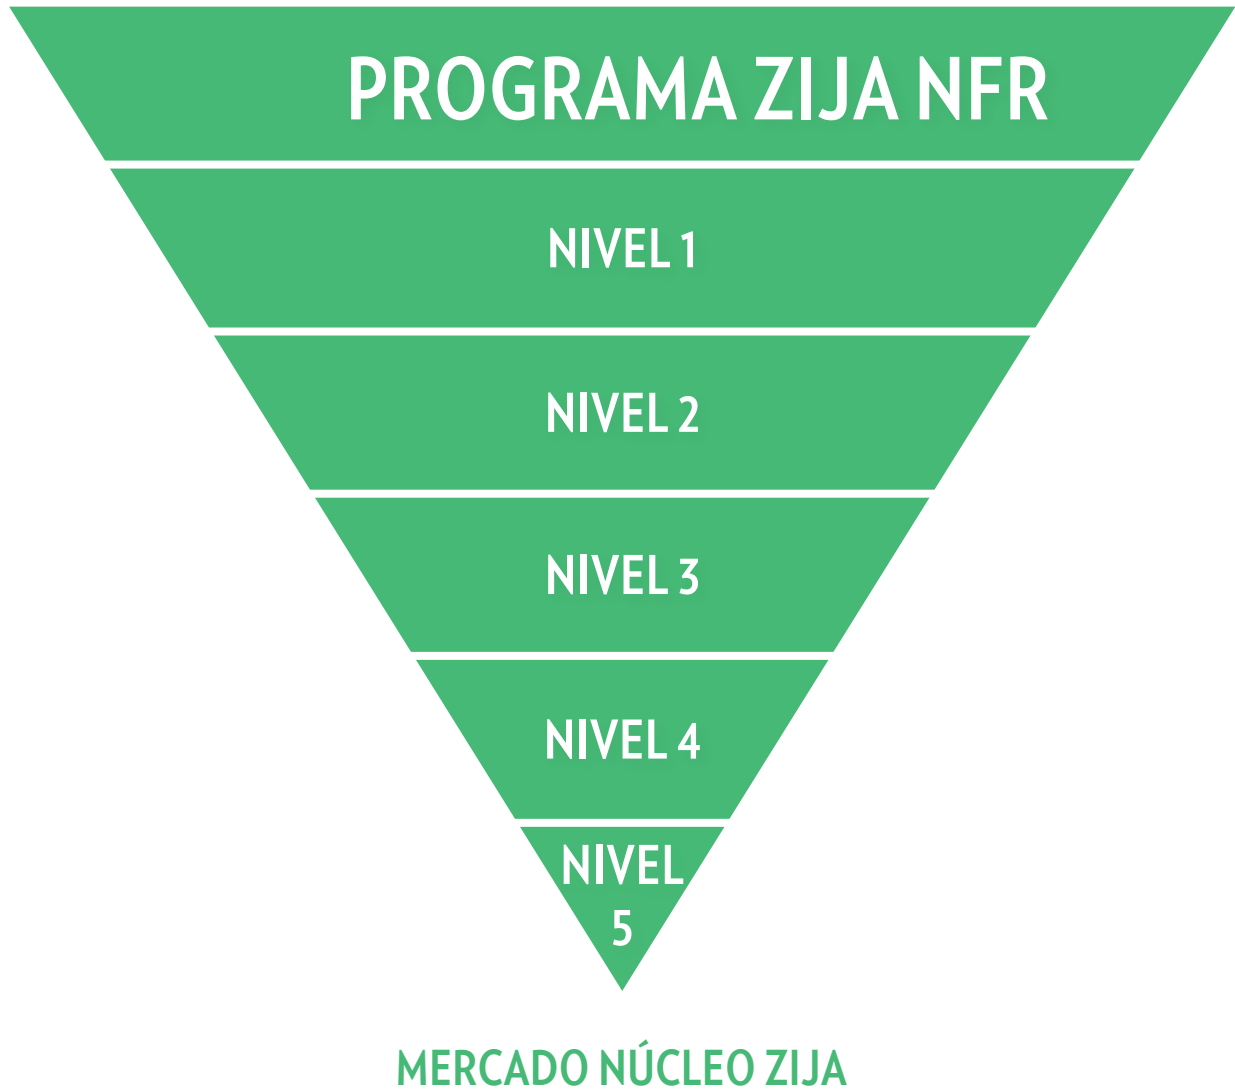 PROGRAMA ZIJA NFR
NIVEL 1
NIVEL 2
NIVEL 3
NIVEL 4
NIVEL
5
MERCADO NÚCLEO ZIJA